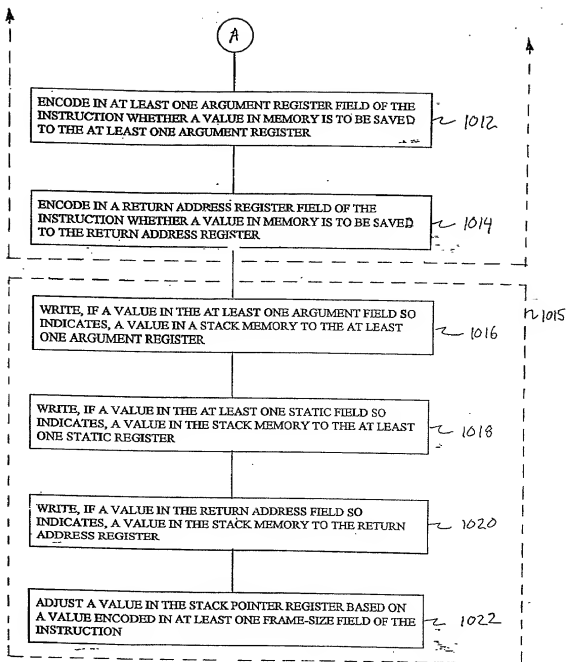 A
ENCODE IN AT LEAST ONE ARGUMENT REGISTER FIELD OF THE
INSTRUCTION WHETHER A VALUE IN MEMORY IS TO BE SAVED
TO THE AT LEAST ONE ARGUMENT REGISTER
1012
ENCODE IN A RETURN ADDRESS REGISTER FIELD OF THE
INSTRUCTION WHETHER A VALUE IN MEMORY IS TO BE SAVED
TO THE RETURN ADDRESS REGISTER
1014
1015
WRITE, IF A VALUE IN THE AT LEAST ONE ARGUMENT FIELD SO
INDICATES, A VALUE IN A STACK MEMORY TO THE AT LEAST
ONE ARGUMENT REGISTER
1016
WRITE, IF A VALUE IN THE AT LEAST ONE STATIC FIELD SO
INDICATES, A VALUE IN THE STACK MEMORY TO THE AT LEAST
ONE STATIC REGISTER
1018
WRITE, IF A VALUE IN THE RETURN ADDRESS FIELD SO
INDICATES, A VALUE IN THE STACK MEMORY TO THE RETURN
ADDRESS REGISTER
1020
ADJUST A VALUE IN THE STACK POINTER REGISTER BASED ON
A VALUE ENCODED IN AT LEAST ONE FRAME-SIZE FIELD OF THE
INSTRUCTION
1022